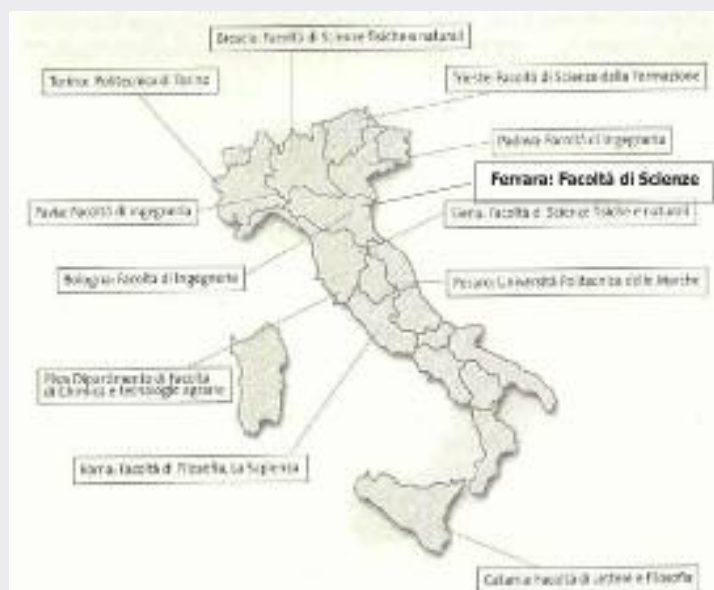 Brescia: Facoltà di Scienze fisiche e naturali
Torino: Politecnico di Torino
Trieste: Facoltà di Scienze della Formazione
Padova: Facoltà di Ingegneria
Ferrara: Facoltà di Scienze
Pavia: Facoltà di Ingegneria
Siena: Facoltà di Scienze fisiche e naturali
Bologna: Facoltà di Ingegneria
Pesaro: Università Politecnica delle Marche
Pisa: Dipartimento di Facoltà
di Chimica e tecnologie agrarie
Roma: Facoltà di Filosofia, La Sapienza
Catania: Facoltà di Lettere e Filosofia